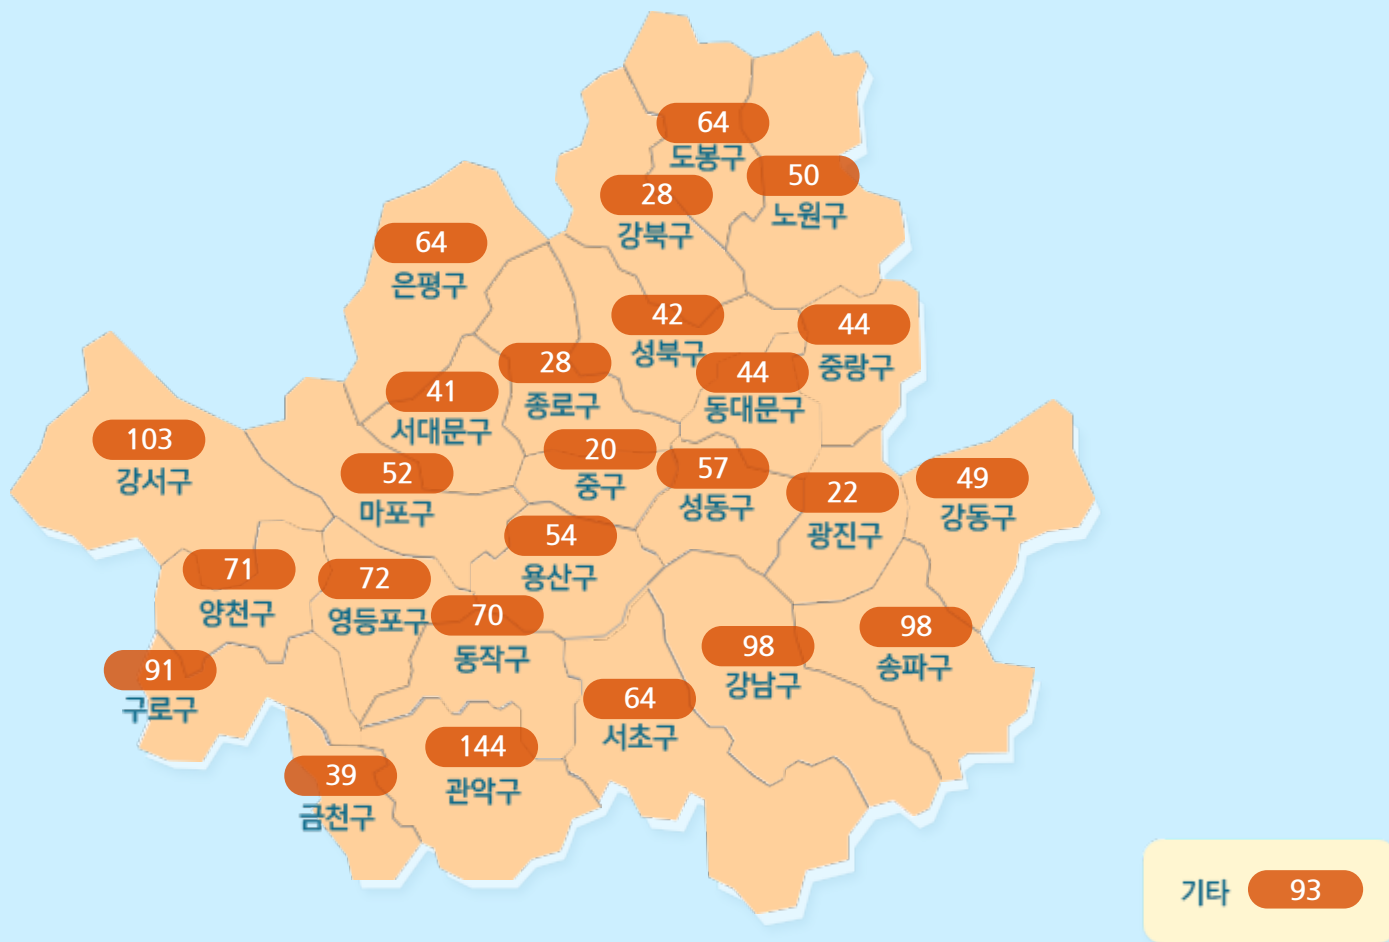 64
도봉구
50
노원구
28
강북구
64
은평구
42
성북구
44
중랑구
28
종로구
44
동대문구
41
서대문구
103
강서구
20
중구
57
성동구
52
마포구
22
광진구
49
강동구
54
용산구
71
양천구
72
영등포구
70
동작구
98
송파구
98
강남구
91
구로구
64
서초구
144
관악구
39
금천구
기타 93